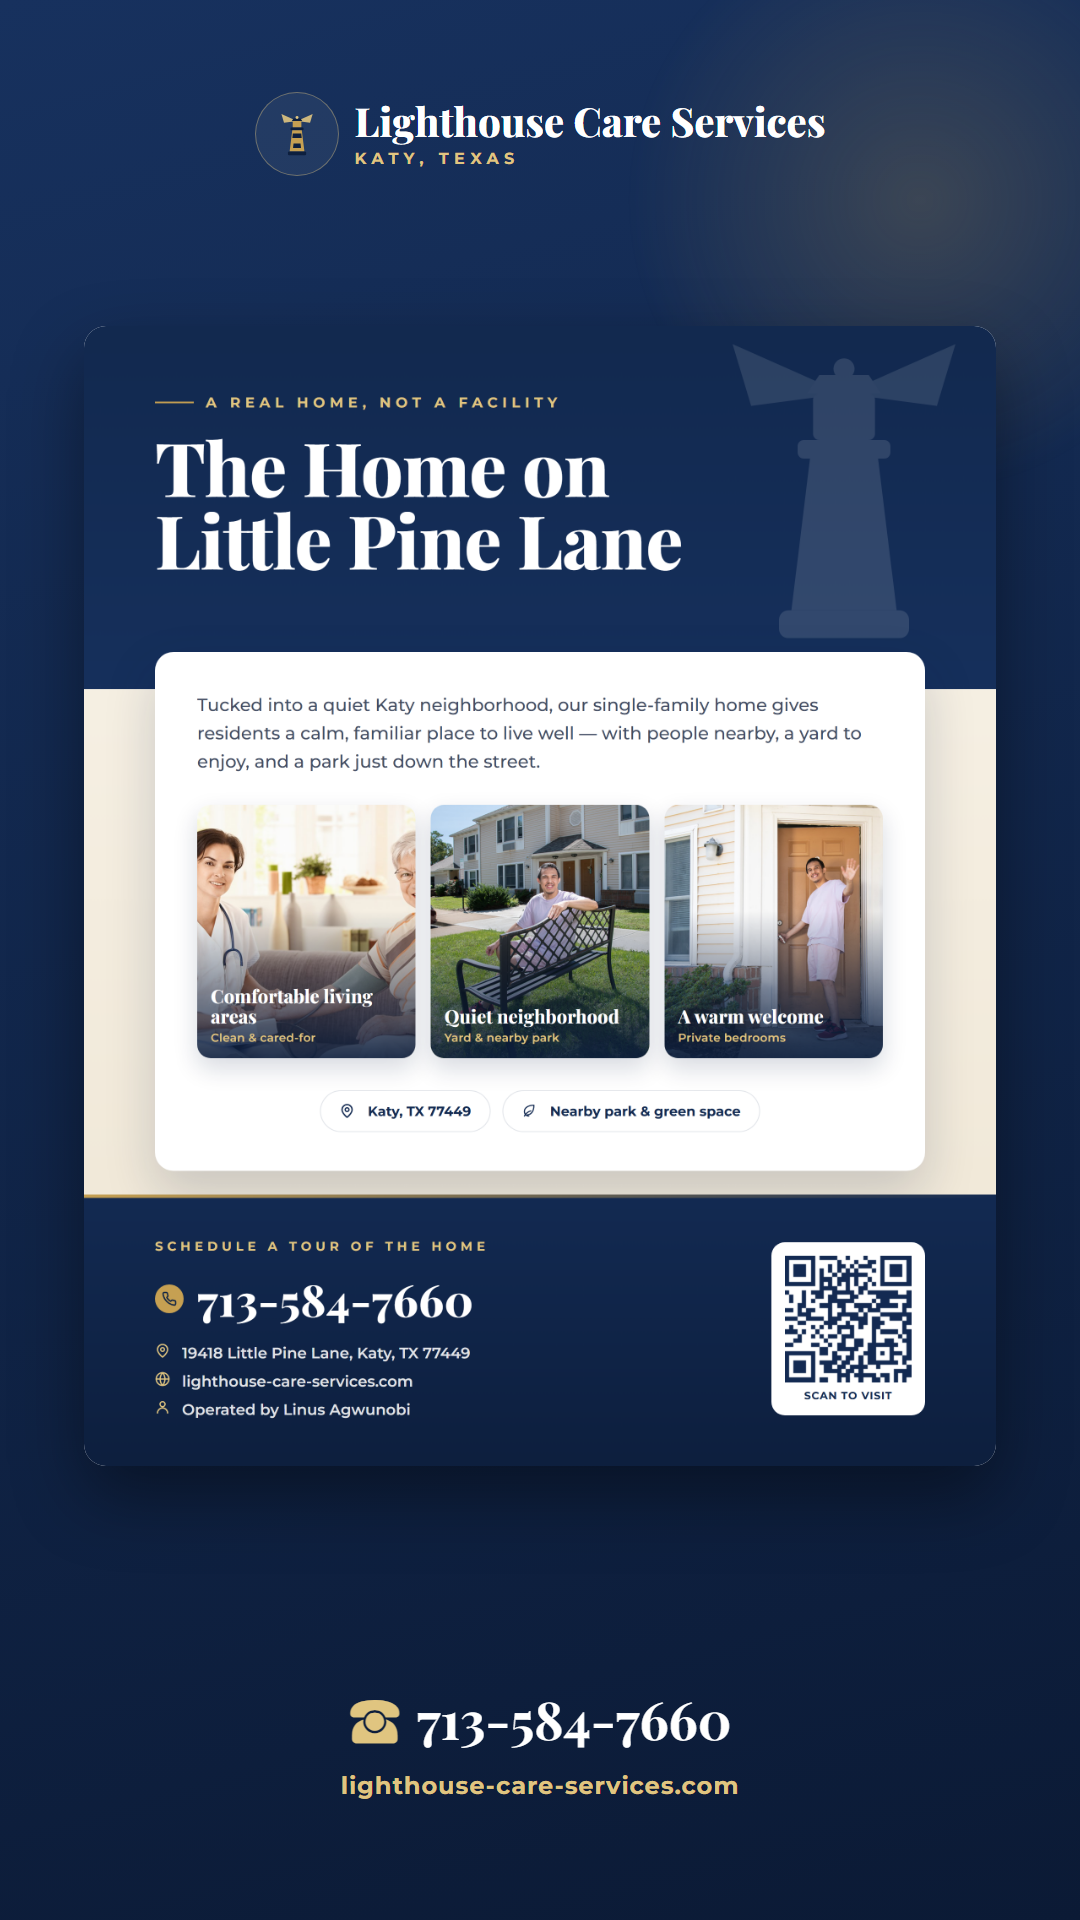 Lighthouse Care Services
KATY, TEXAS
A REAL HOME, NOT A FACILITY
The Home on
Little Pine Lane
Tucked into a quiet Katy neighborhood, our single-family home gives
residents a calm, familiar place to live well — with people nearby, a yard to
enjoy, and a park just down the street.
Comfortable living
areas
Clean & cared-for
Quiet neighborhood
Yard & nearby park
A warm welcome
Private bedrooms
Katy, TX 77449
Nearby park & green space
SCHEDULE A TOUR OF THE HOME
713-584-7660
19418 Little Pine Lane, Katy, TX 77449
lighthouse-care-services.com
Operated by Linus Agwunobi
SCAN TO VISIT
713-584-7660
lighthouse-care-services.com